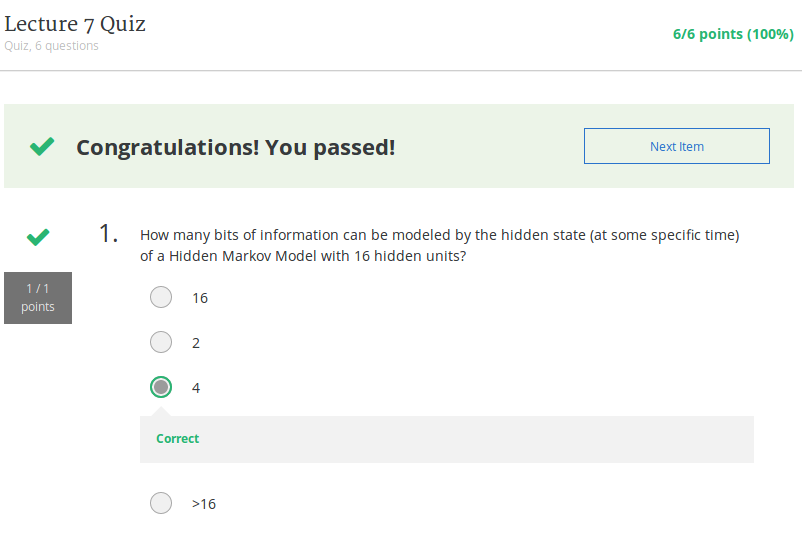 Lecture 7 Quiz
Quiz, 6 questions
6/6 points (100%)
Congratulations! You passed!
Next Item
1.
How many bits of information can be modeled by the hidden state (at some specific time)
of a Hidden Markov Model with 16 hidden units?
1 / 1
points
16
2
4
Correct
>16